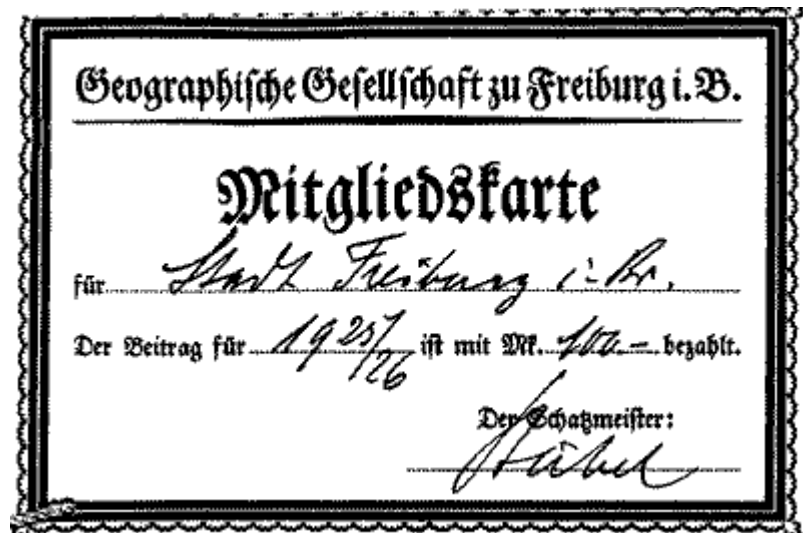 Geographische Gesellschaft zu Freiburg i. B.
Mitgliedskarte
für Stadt Freiburg i. Br.
Der Beitrag für 1925/26 ist mit Mk. 100.- bezahlt.
Der Schatzmeister: